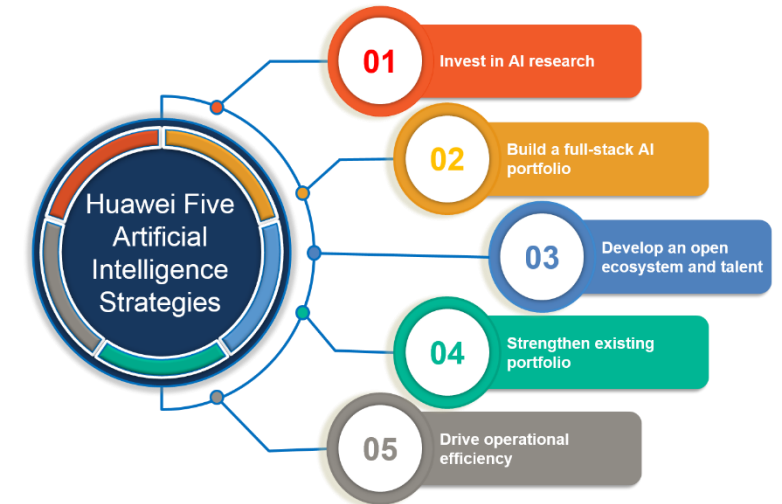 Huawei Five
Artificial
Intelligence
Strategies
01
Invest in AI research
02
Build a full-stack AI
portfolio
03
Develop an open
ecosystem and talent
04
Strengthen existing
portfolio
05
Drive operational
efficiency